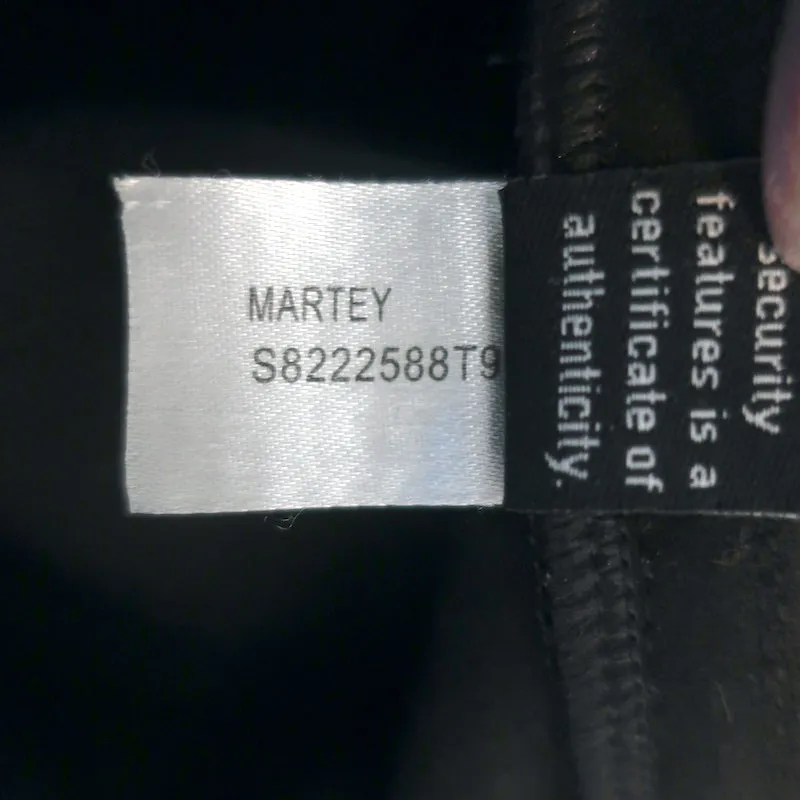 MARTEY
S8222588T9
security
features is a
certificate of
authenticity.